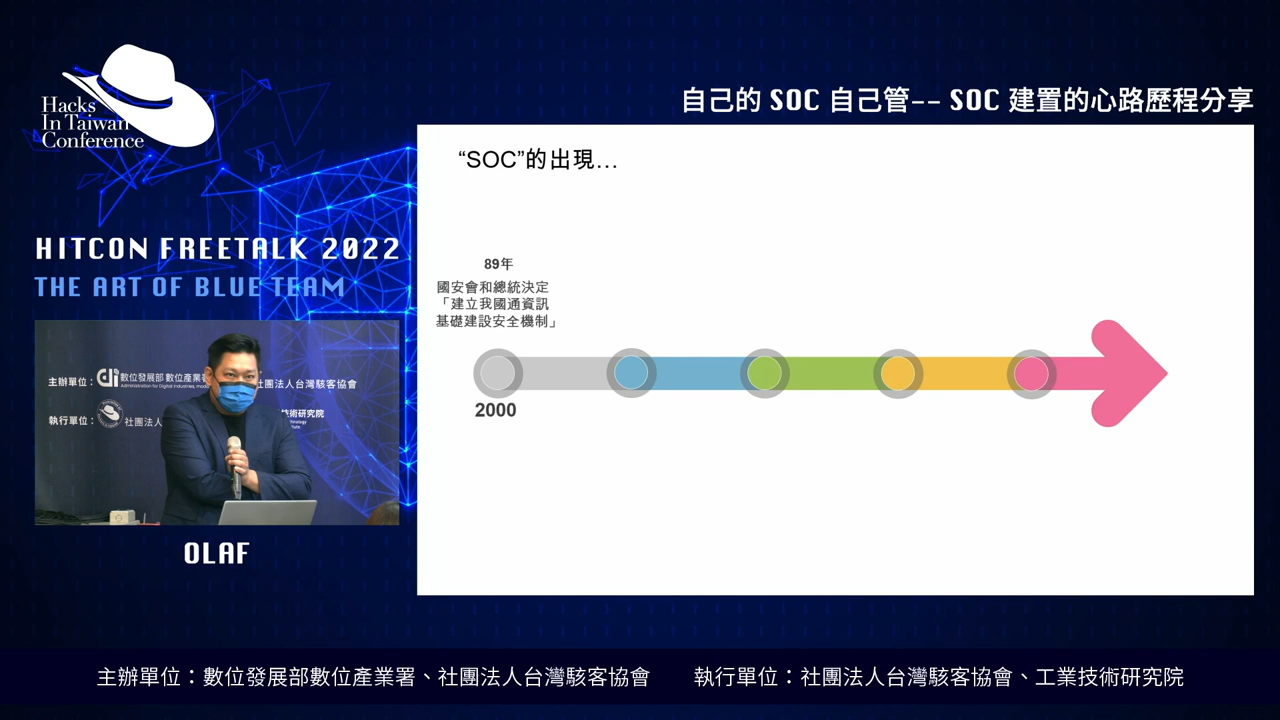 Hacks
In Taiwan
Conference
自己的 SOC 自己管-- SOC 建置的心路歷程分享
“SOC”的出現…
89年
國安會和總統決定
「建立我國通資訊
基礎建設安全機制」
2000
HITCON FREETALK 2022
THE ART OF BLUE TEAM
主辦單位：
數位發展部 數位產業署
Administration for Digital Industries, moda
社團法人台灣駭客協會
執行單位：
社團法人
技術研究院
OLAF
主辦單位：數位發展部數位產業署、社團法人台灣駭客協會
執行單位：社團法人台灣駭客協會、工業技術研究院